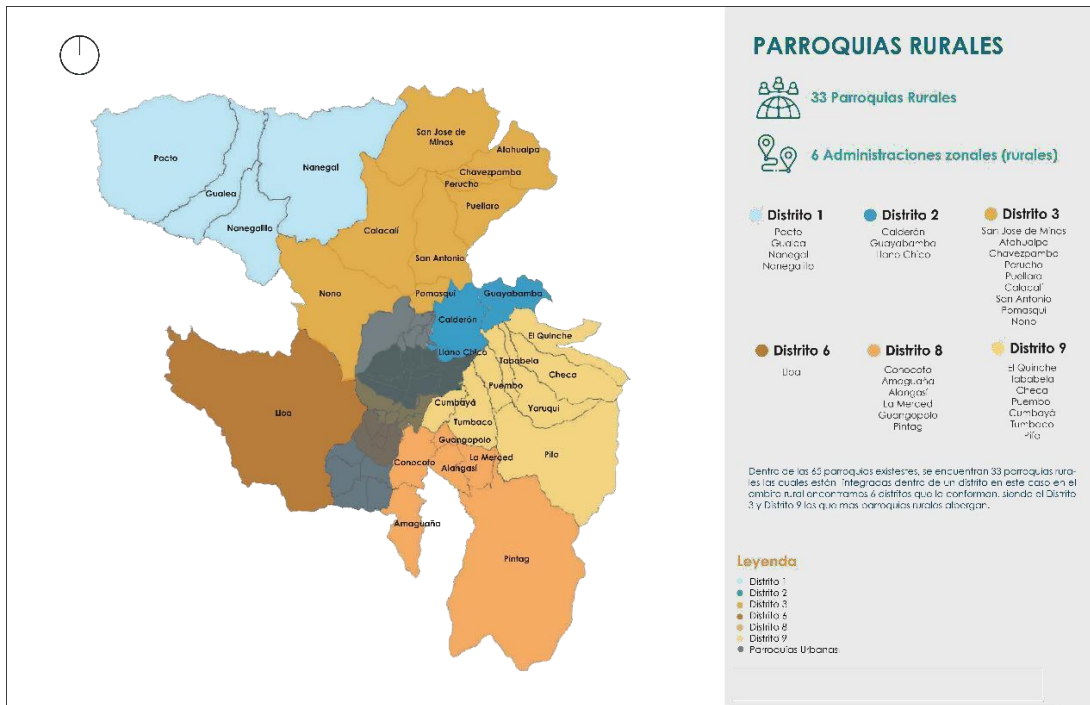 PARROQUIAS RURALES
33 Parroquias Rurales
6 Administraciones zonales (rurales)
Distrito 1
Pacto
Gualea
Nanegal
Nanegalillo
Distrito 2
Calderón
Guayabamba
Llano Chico
Distrito 3
San Jose de Minas
Atahualpa
Chavezpamba
Perucho
Puellaro
Calacalí
San Antonio
Pomasqui
Nono
Distrito 6
Lloa
Distrito 8
Conocoto
Amaguaña
Alangasí
La Merced
Guangopolo
Pintag
Distrito 9
El Quinche
Tababela
Checa
Puembo
Cumbayá
Tumbaco
Pifo
Dentro de las 65 parroquias existestes, se encuentran 33 parroquias rura-
les las cuales están integradas dentro de un distrito en este caso en el
ambito rural encontramos 6 distritos que lo conforman, siendo el Distrito
3 y Distrito 9 los que mas parroquias rurales albergan.
Leyenda
Distrito 1
Distrito 2
Distrito 3
Distrito 6
Distrito 8
Distrito 9
Parroquias Urbanas
San Jose de
Minas
Atahualpa
Chavezpamba
Perucho
Puellaro
Pacto
Nanegal
Gualea
Nanegalillo
Calacalí
San Antonio
Nono
Pomasqui
Guayabamba
Calderón
El Quinche
Llano Chico
Tababela
Checa
Puembo
Cumbayá
Yaruqui
Lloa
Tumbaco
Guangopolo
La Merced
Pifo
Conocoto
Alangasí
Amaguaña
Pintag